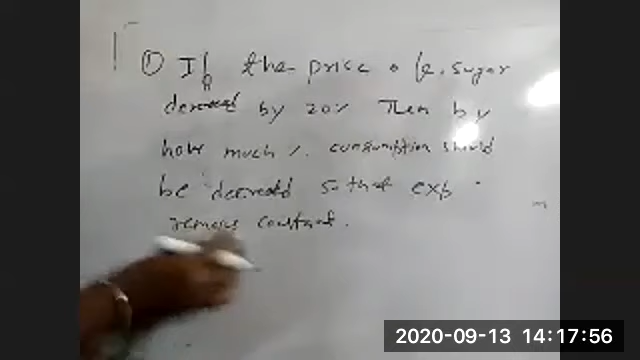 ① If the price of sugar
decreased by 20% Then by
how much %. consumption should
be decreased so that exp.
remains constant.
2020-09-13 14:17:56